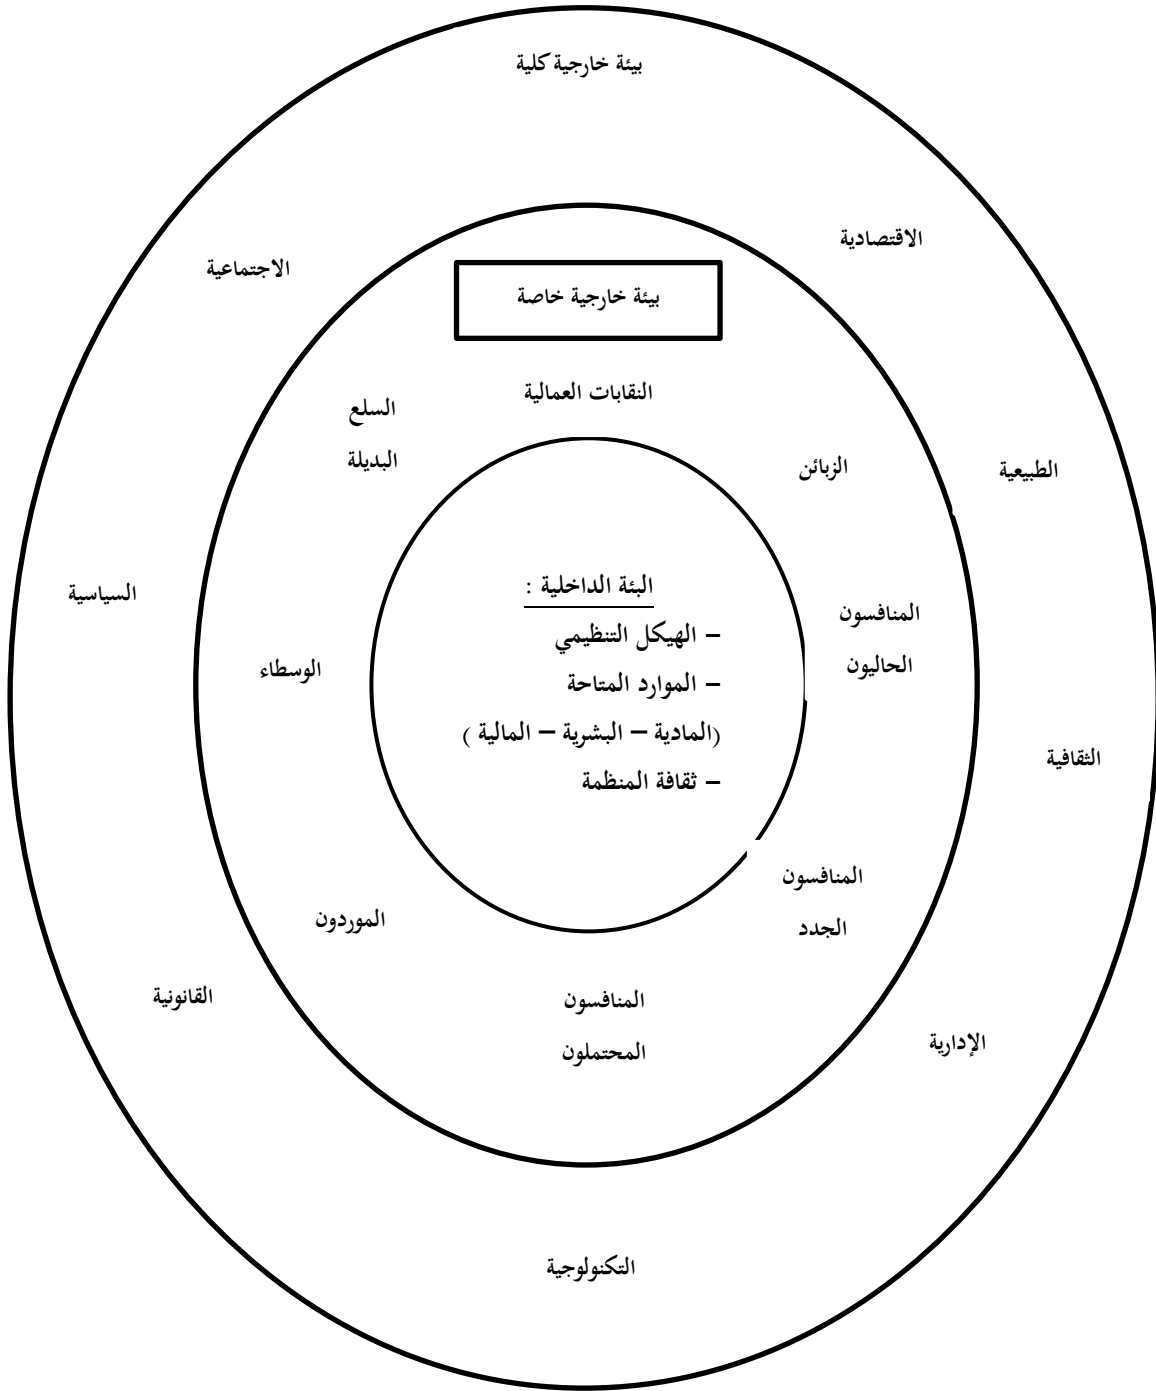 بيئة خارجية كلية
الاقتصادية
الاجتماعية
بيئة خارجية خاصة
النقابات العمالية
السلع
البديلة
الزبائن
الطبيعية
السياسية
البئة الداخلية :
– الهيكل التنظيمي
– الموارد المتاحة
(المادية – البشرية – المالية )
– ثقافة المنظمة
المنافسون
الحاليون
الوسطاء
الثقافية
المنافسون
الجدد
الموردون
المنافسون
المحتملون
القانونية
الإدارية
التكنولوجية